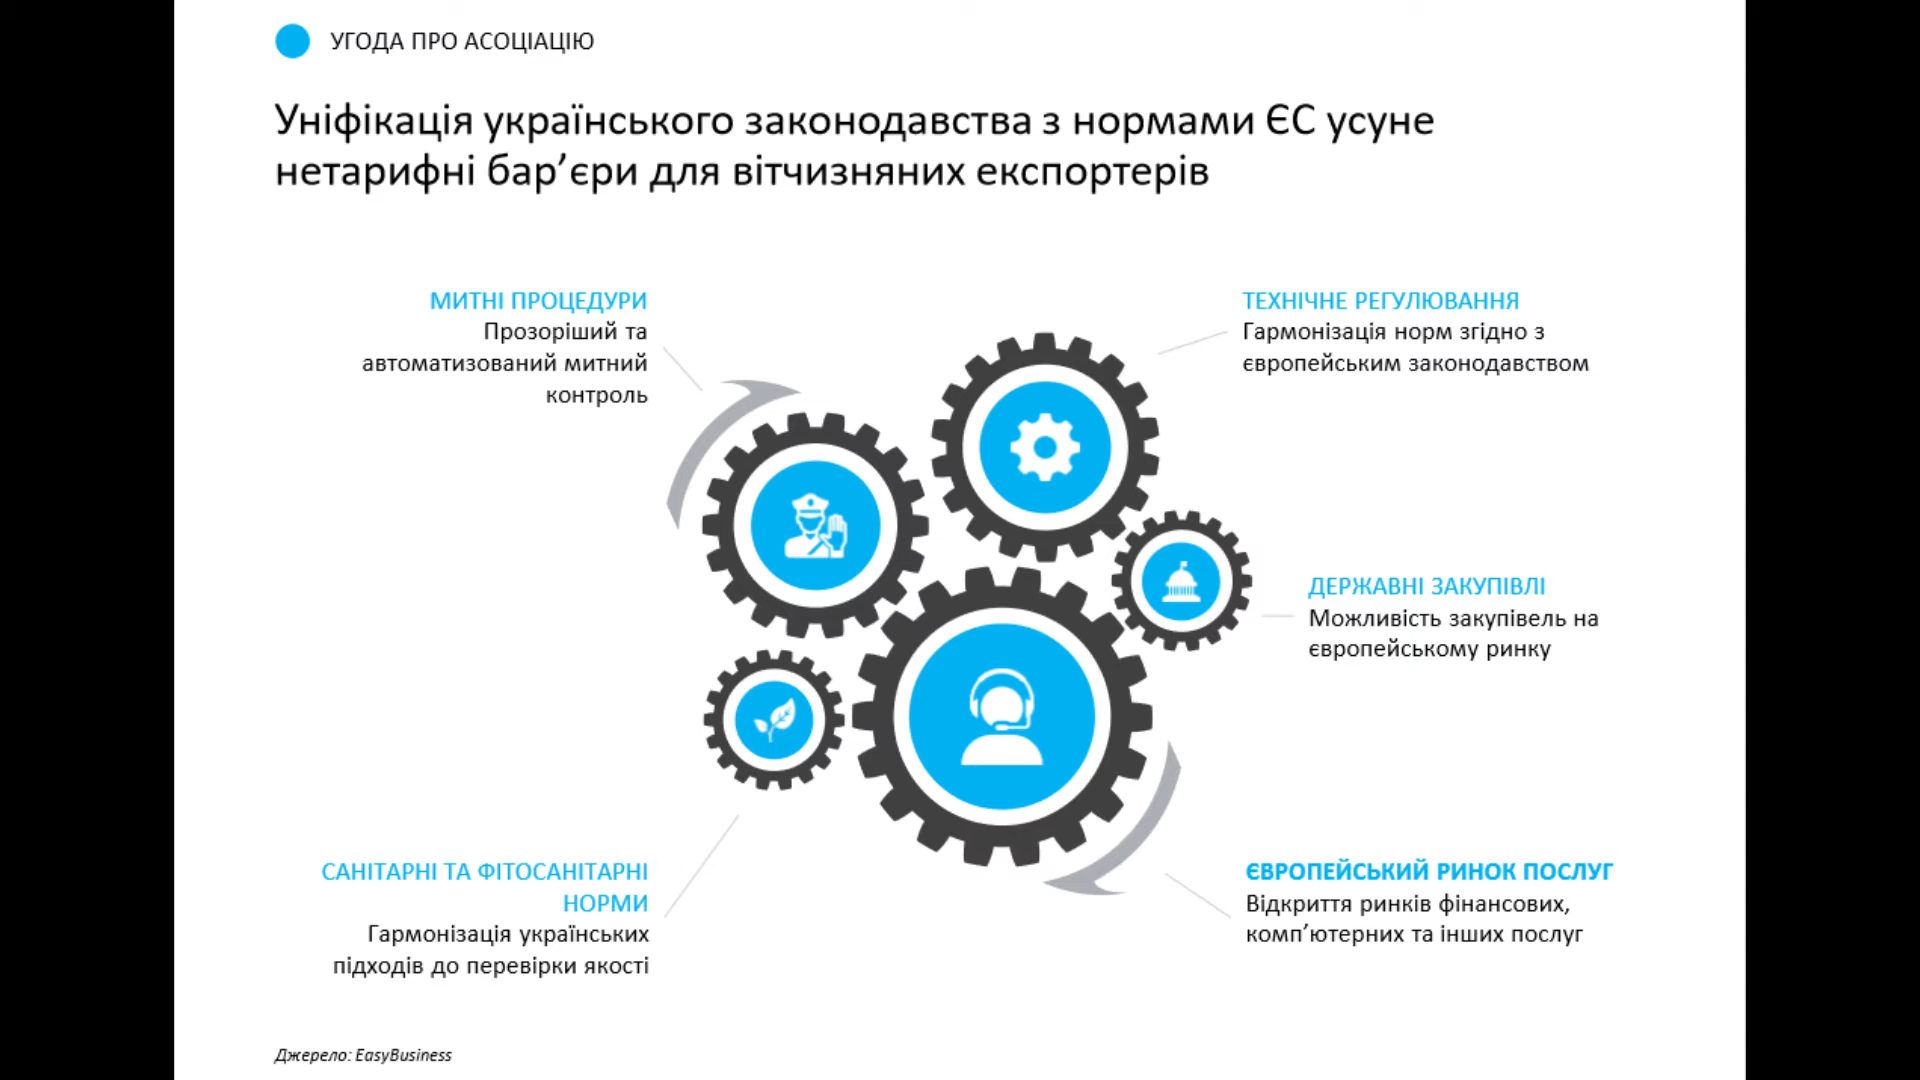 УГОДА ПРО АСОЦІАЦІЮ
Уніфікація українського законодавства з нормами ЄС усуне
нетарифні бар’єри для вітчизняних експортерів
МИТНІ ПРОЦЕДУРИ
Прозоріший та
автоматизований митний
контроль
ТЕХНІЧНЕ РЕГУЛЮВАННЯ
Гармонізація норм згідно з
європейським законодавством
ДЕРЖАВНІ ЗАКУПІВЛІ
Можливість закупівель на
європейському ринку
САНІТАРНІ ТА ФІТОСАНІТАРНІ
НОРМИ
Гармонізація українських
підходів до перевірки якості
ЄВРОПЕЙСЬКИЙ РИНОК ПОСЛУГ
Відкриття ринків фінансових,
комп’ютерних та інших послуг
Джерело: EasyBusiness